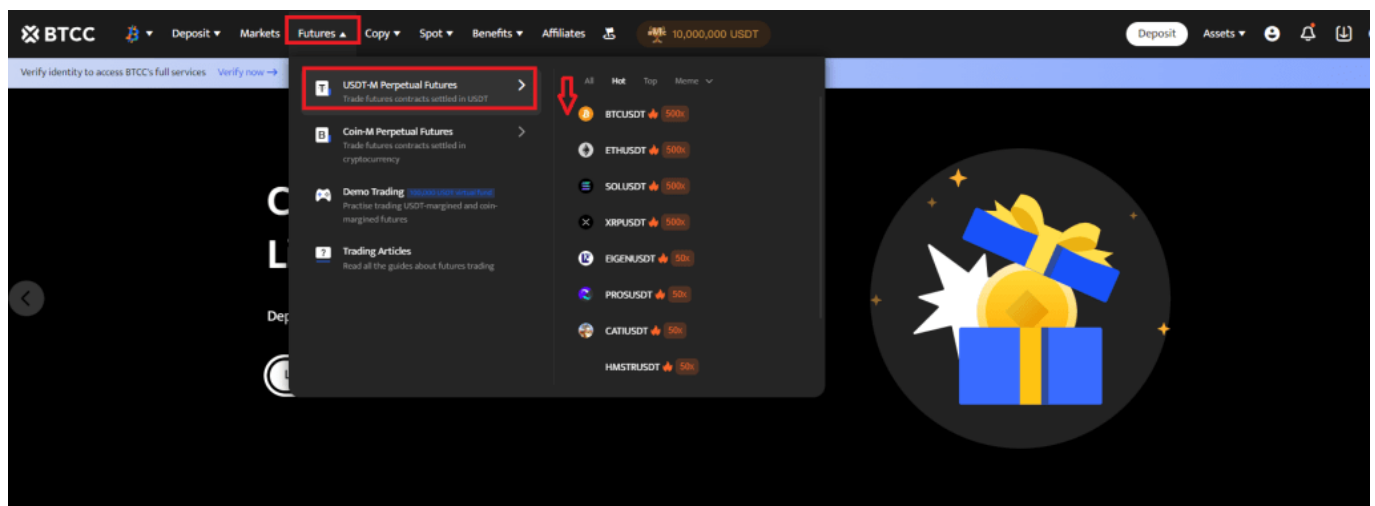 BTCC
Deposit
Markets
Futures
Copy
Spot
Benefits
Affiliates
10,000,000 USDT
Deposit
Assets
Verify identity to access BTCC's full services Verify now →
USDT-M Perpetual Futures
Trade futures contracts settled in USDT
Coin-M Perpetual Futures
Trade futures contracts settled in
cryptocurrency
Demo Trading
Practise trading USDT-margined and coin-
margined futures
Trading Articles
Read all the guides about futures trading
All Hot Top Meme
BTCUSDT 500x
ETHUSDT 500x
SOLUSDT 500x
XRPUSDT 500x
EIGENUSDT 50x
PROSUSDT 50x
CATIUSDT 50x
HMSTRUSDT 50x
C
L
Dep